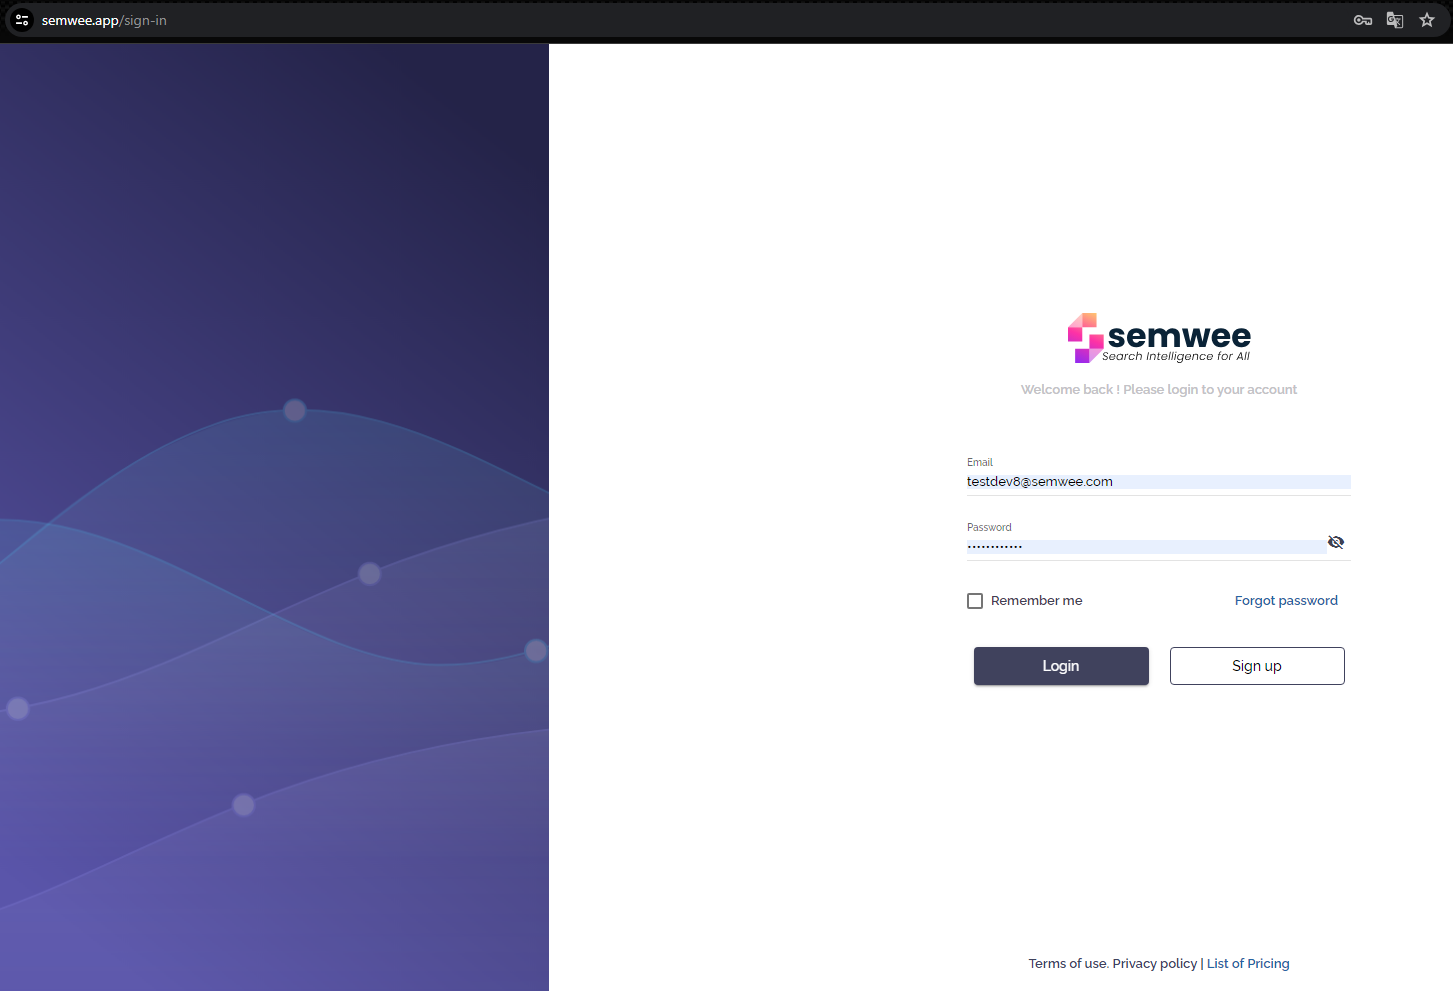 semwee.app/sign-in
semwee
Search Intelligence for All
Welcome back ! Please login to your account
Email
testdev8@semwee.com
Password
••••••••••••
Remember me
Forgot password
Login
Sign up
Terms of use. Privacy policy | List of Pricing